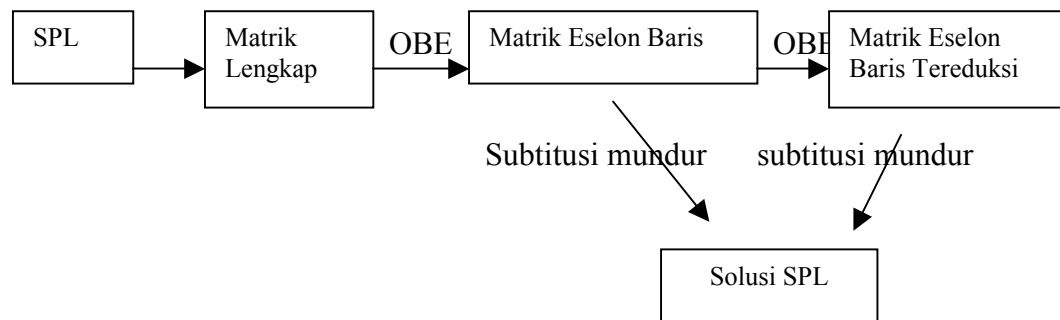 SPL
Matrik
Lengkap
OBE
Matrik Eselon Baris
OBE
Matrik Eselon
Baris Tereduksi
Subtitusi mundur
subtitusi mundur
Solusi SPL